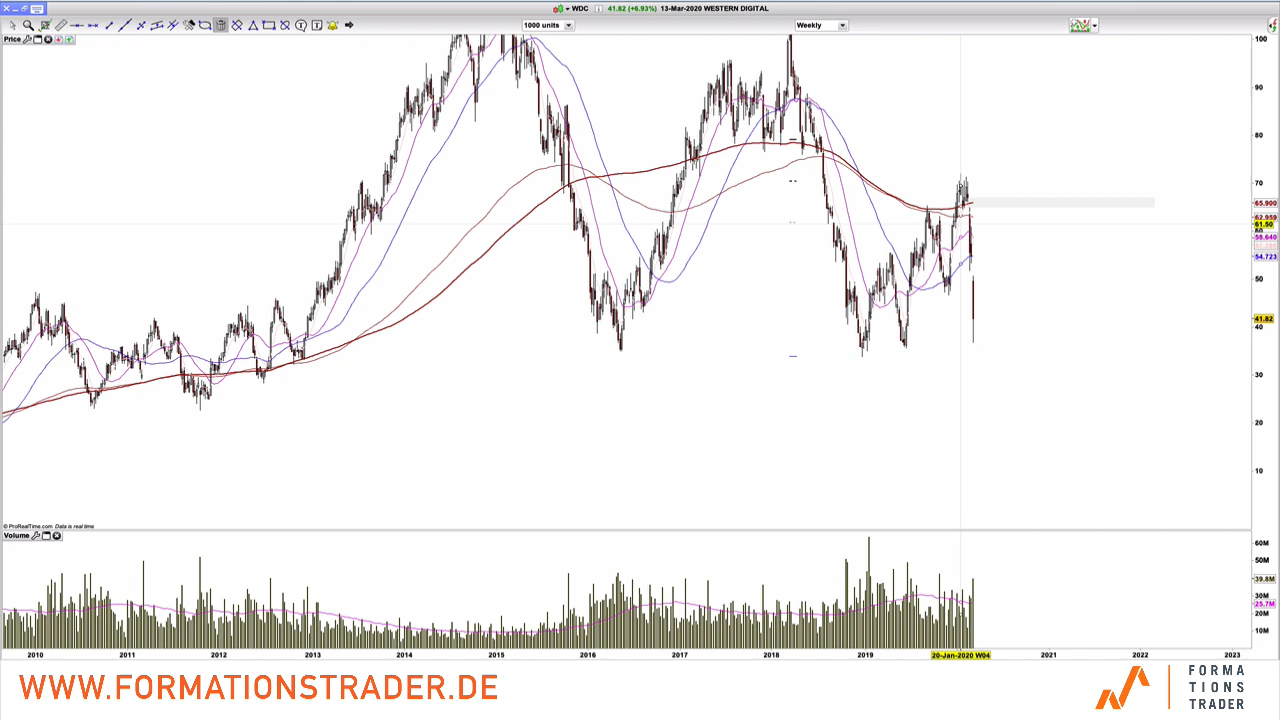 WDC 41.82 (+6.93%) 13-Mar-2020 WESTERN DIGITAL
1000 units
Weekly
Price
100
90
80
70
65.900
62.959
61.50
60
58.640
54.723
50
41.82
40
30
20
10
© ProRealTime.com Data is real time
Volume
60M
50M
39.8M
30M
25.7M
20M
10M
2010 2011 2012 2013 2014 2015 2016 2017 2018 2019 20-Jan-2020 W04 2021 2022 2023
WWW.FORMATIONSTRADER.DE
FORMA
TIONS
TRADER